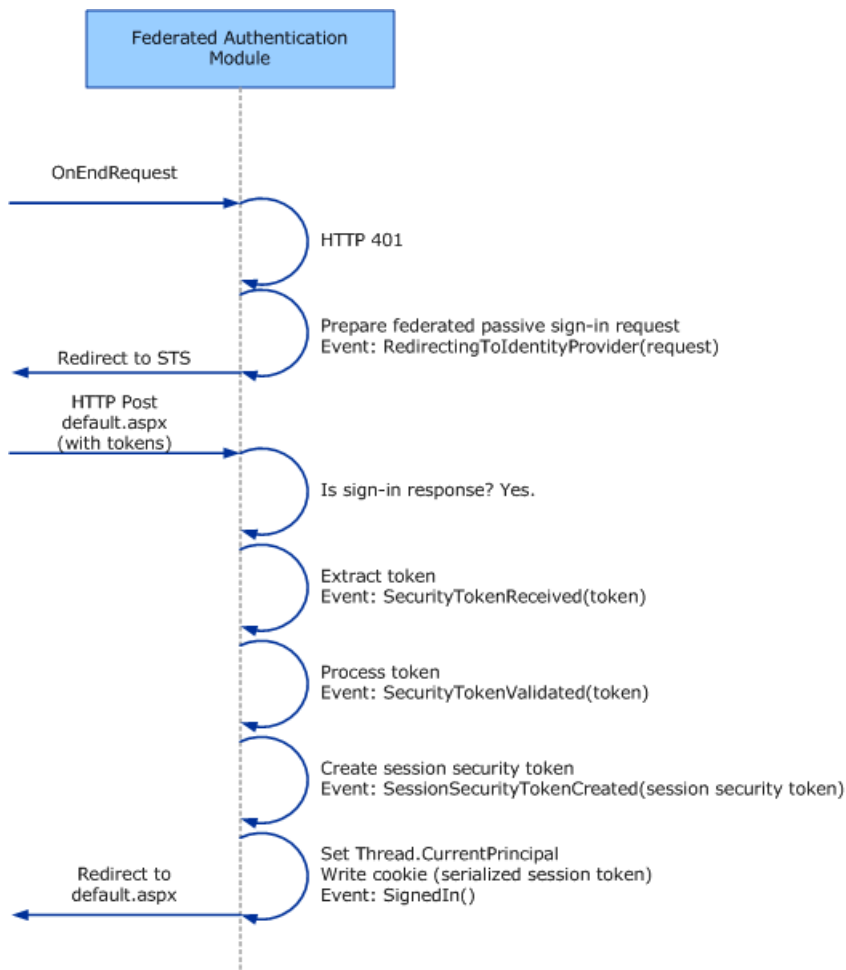 Federated Authentication
Module
OnEndRequest
HTTP 401
Prepare federated passive sign-in request
Event: RedirectingToIdentityProvider(request)
Redirect to STS
HTTP Post
default.aspx
(with tokens)
Is sign-in response? Yes.
Extract token
Event: SecurityTokenReceived(token)
Process token
Event: SecurityTokenValidated(token)
Create session security token
Event: SessionSecurityTokenCreated(session security token)
Set Thread.CurrentPrincipal
Write cookie (serialized session token)
Event: SignedIn()
Redirect to
default.aspx